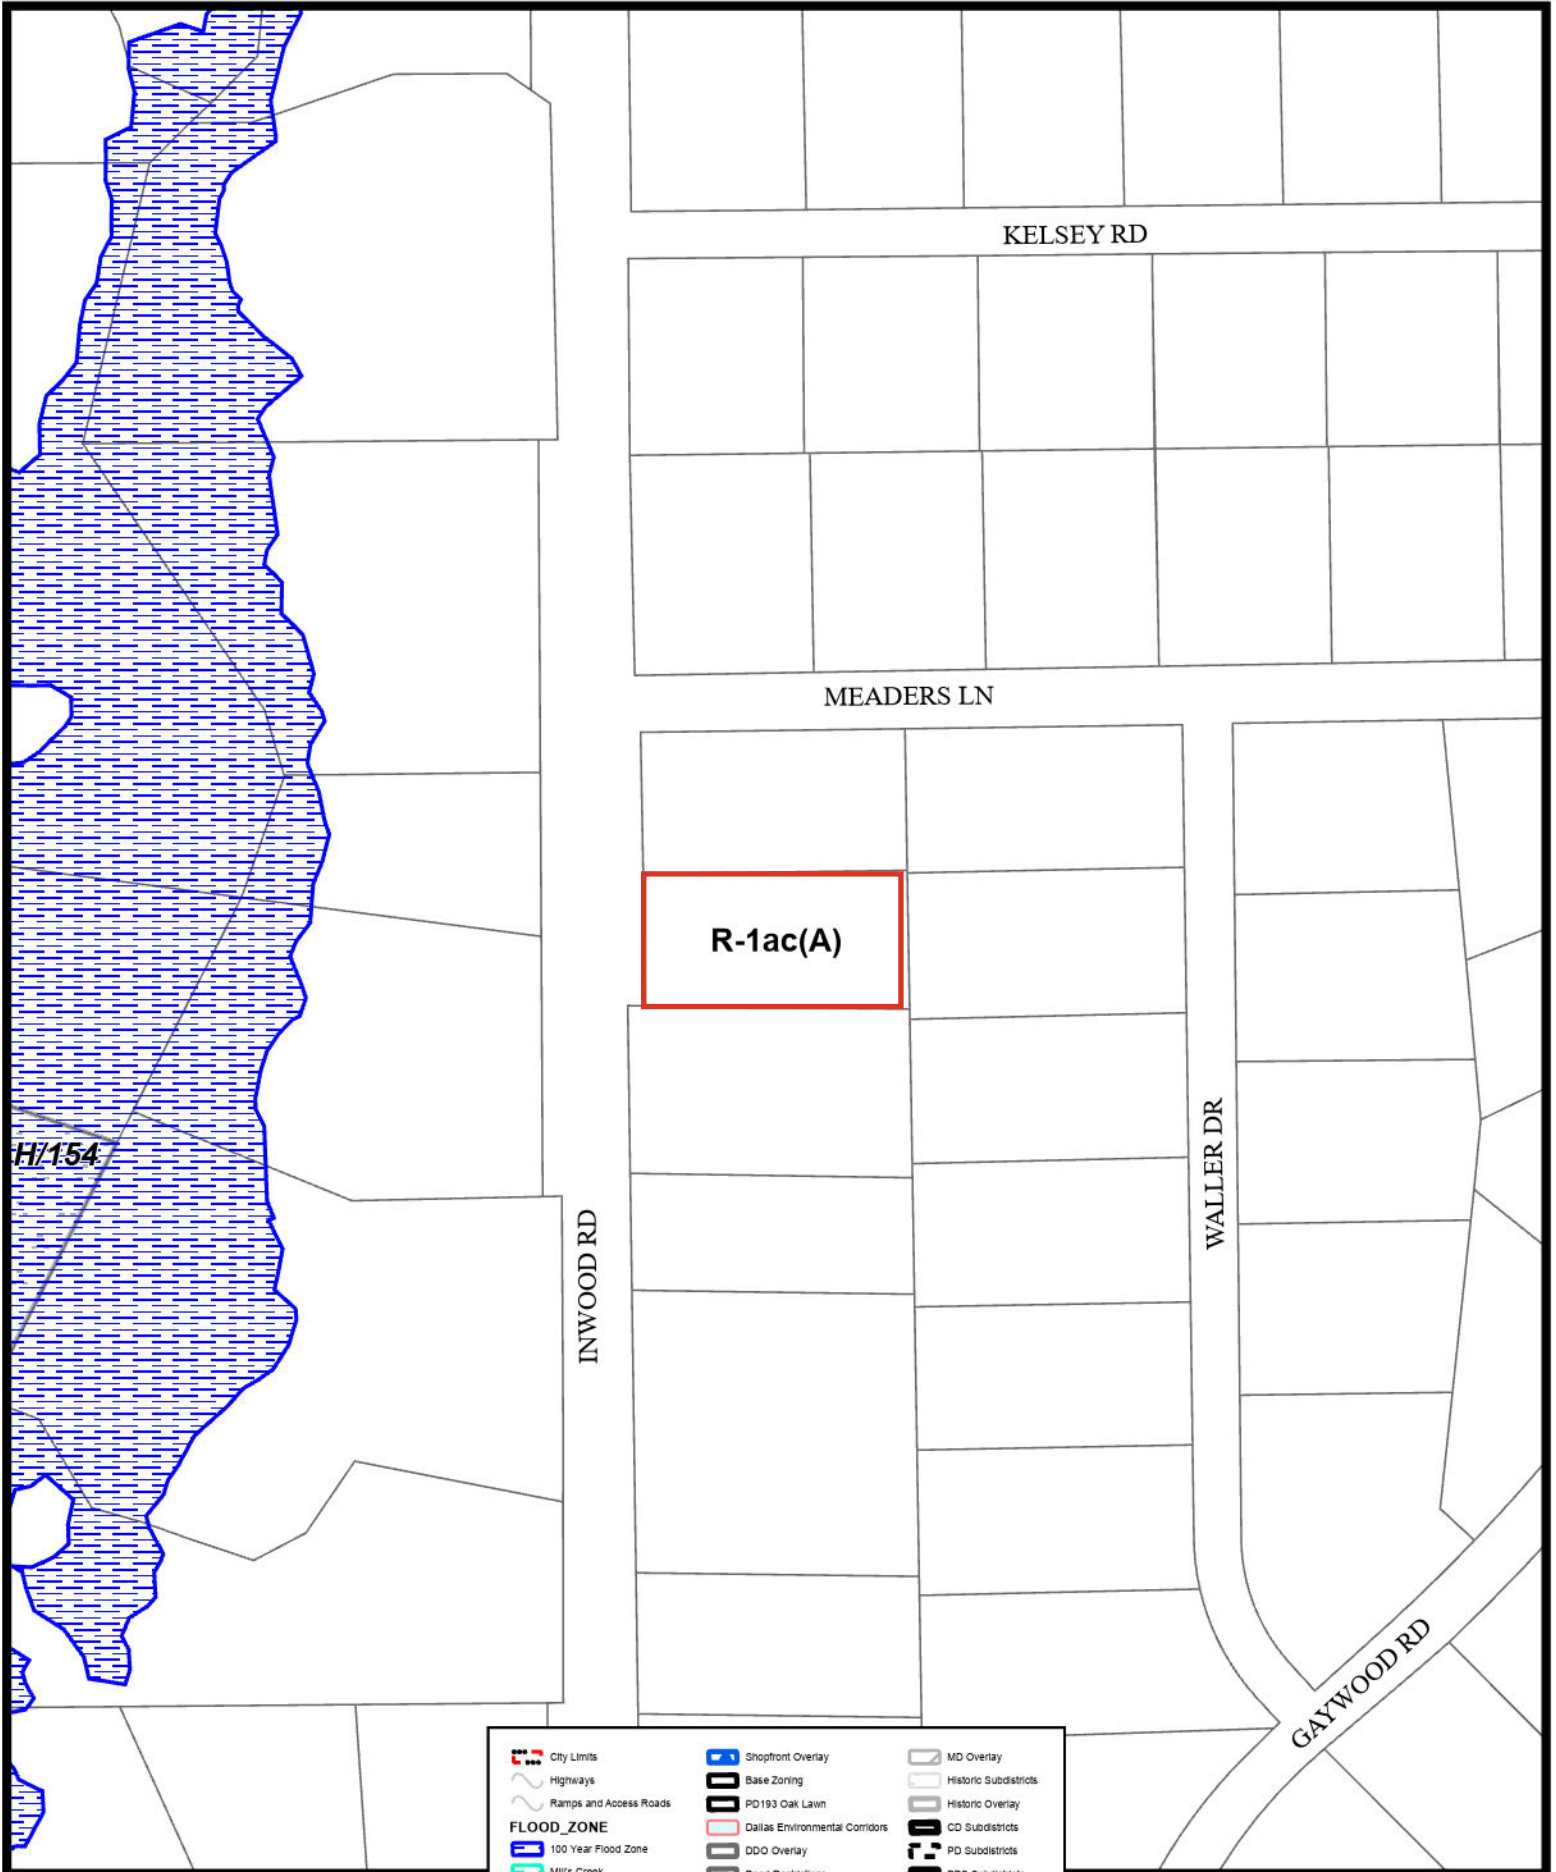 KELSEY RD
MEADERS LN
R-1ac(A)
H/154
WALLER DR
INWOOD RD
GAYWOOD RD
City Limits
Highways
Ramps and Access Roads
FLOOD_ZONE
100 Year Flood Zone
Mill's Creek
Shopfront Overlay
Base Zoning
PD193 Oak Lawn
Dallas Environmental Corridors
DDO Overlay
MD Overlay
Historic Subdistricts
Historic Overlay
CD Subdistricts
PD Subdistricts